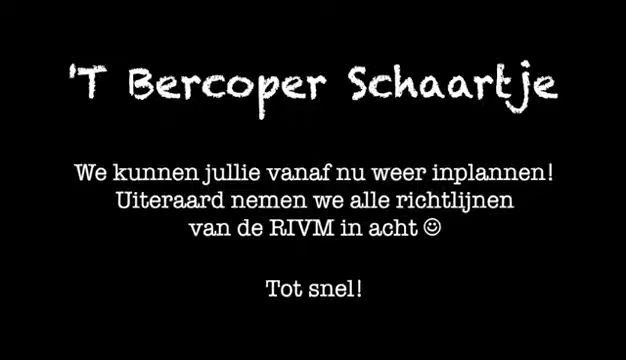 'T Bercoper Schaartje
We kunnen jullie vanaf nu weer inplannen!
Uiteraard nemen we alle richtlijnen
van de RIVM in acht ☺
Tot snel!